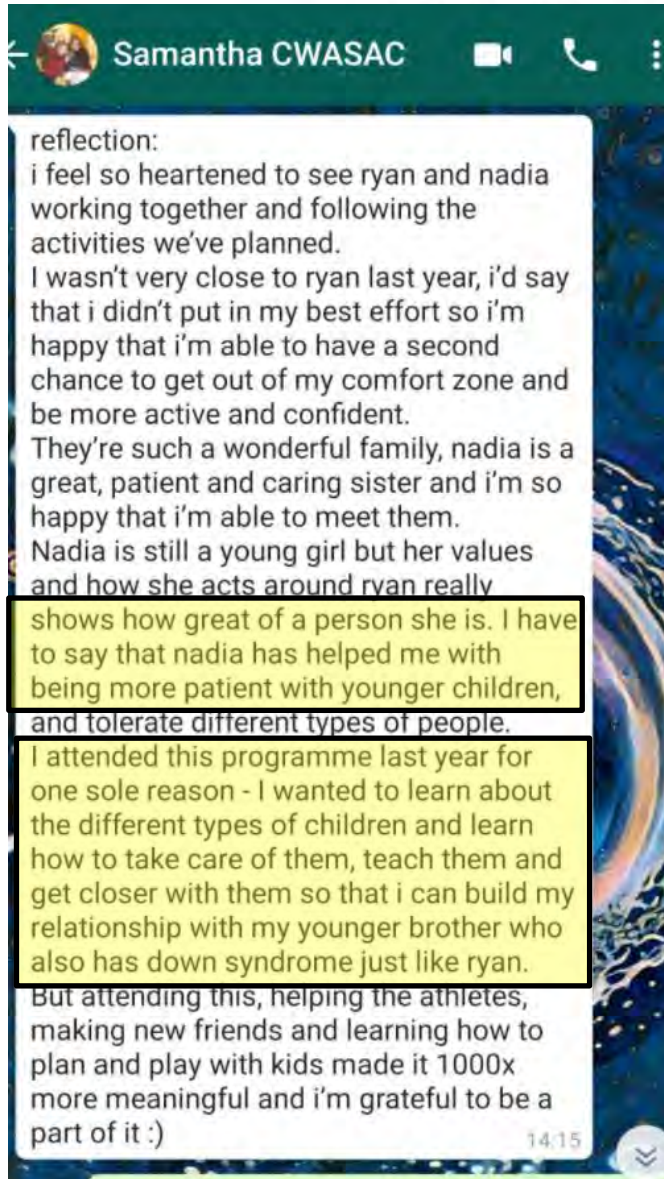 Samantha CWASAC
reflection:
i feel so heartened to see ryan and nadia
working together and following the
activities we've planned.
I wasn't very close to ryan last year, i'd say
that i didn't put in my best effort so i'm
happy that i'm able to have a second
chance to get out of my comfort zone and
be more active and confident.
They're such a wonderful family, nadia is a
great, patient and caring sister and i'm so
happy that i'm able to meet them.
Nadia is still a young girl but her values
and how she acts around ryan really
shows how great of a person she is. I have
to say that nadia has helped me with
being more patient with younger children,
and tolerate different types of people.
I attended this programme last year for
one sole reason - I wanted to learn about
the different types of children and learn
how to take care of them, teach them and
get closer with them so that i can build my
relationship with my younger brother who
also has down syndrome just like ryan.
But attending this, helping the athletes,
making new friends and learning how to
plan and play with kids made it 1000x
more meaningful and i'm grateful to be a
part of it :)
14:15